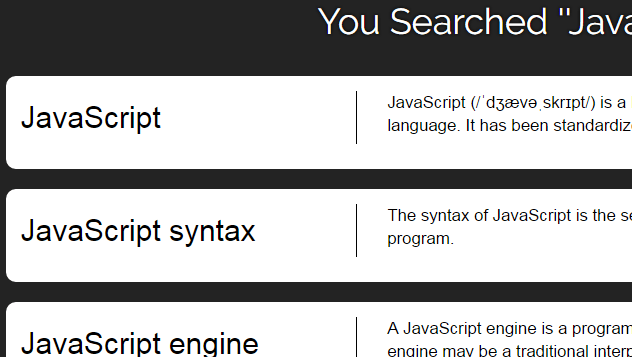 You Searched "Java
JavaScript
JavaScript (/ˈdʒævəˌskrɪpt/) is a
language. It has been standardiz
JavaScript syntax
The syntax of JavaScript is the se
program.
JavaScript engine
A JavaScript engine is a program
engine may be a traditional interp